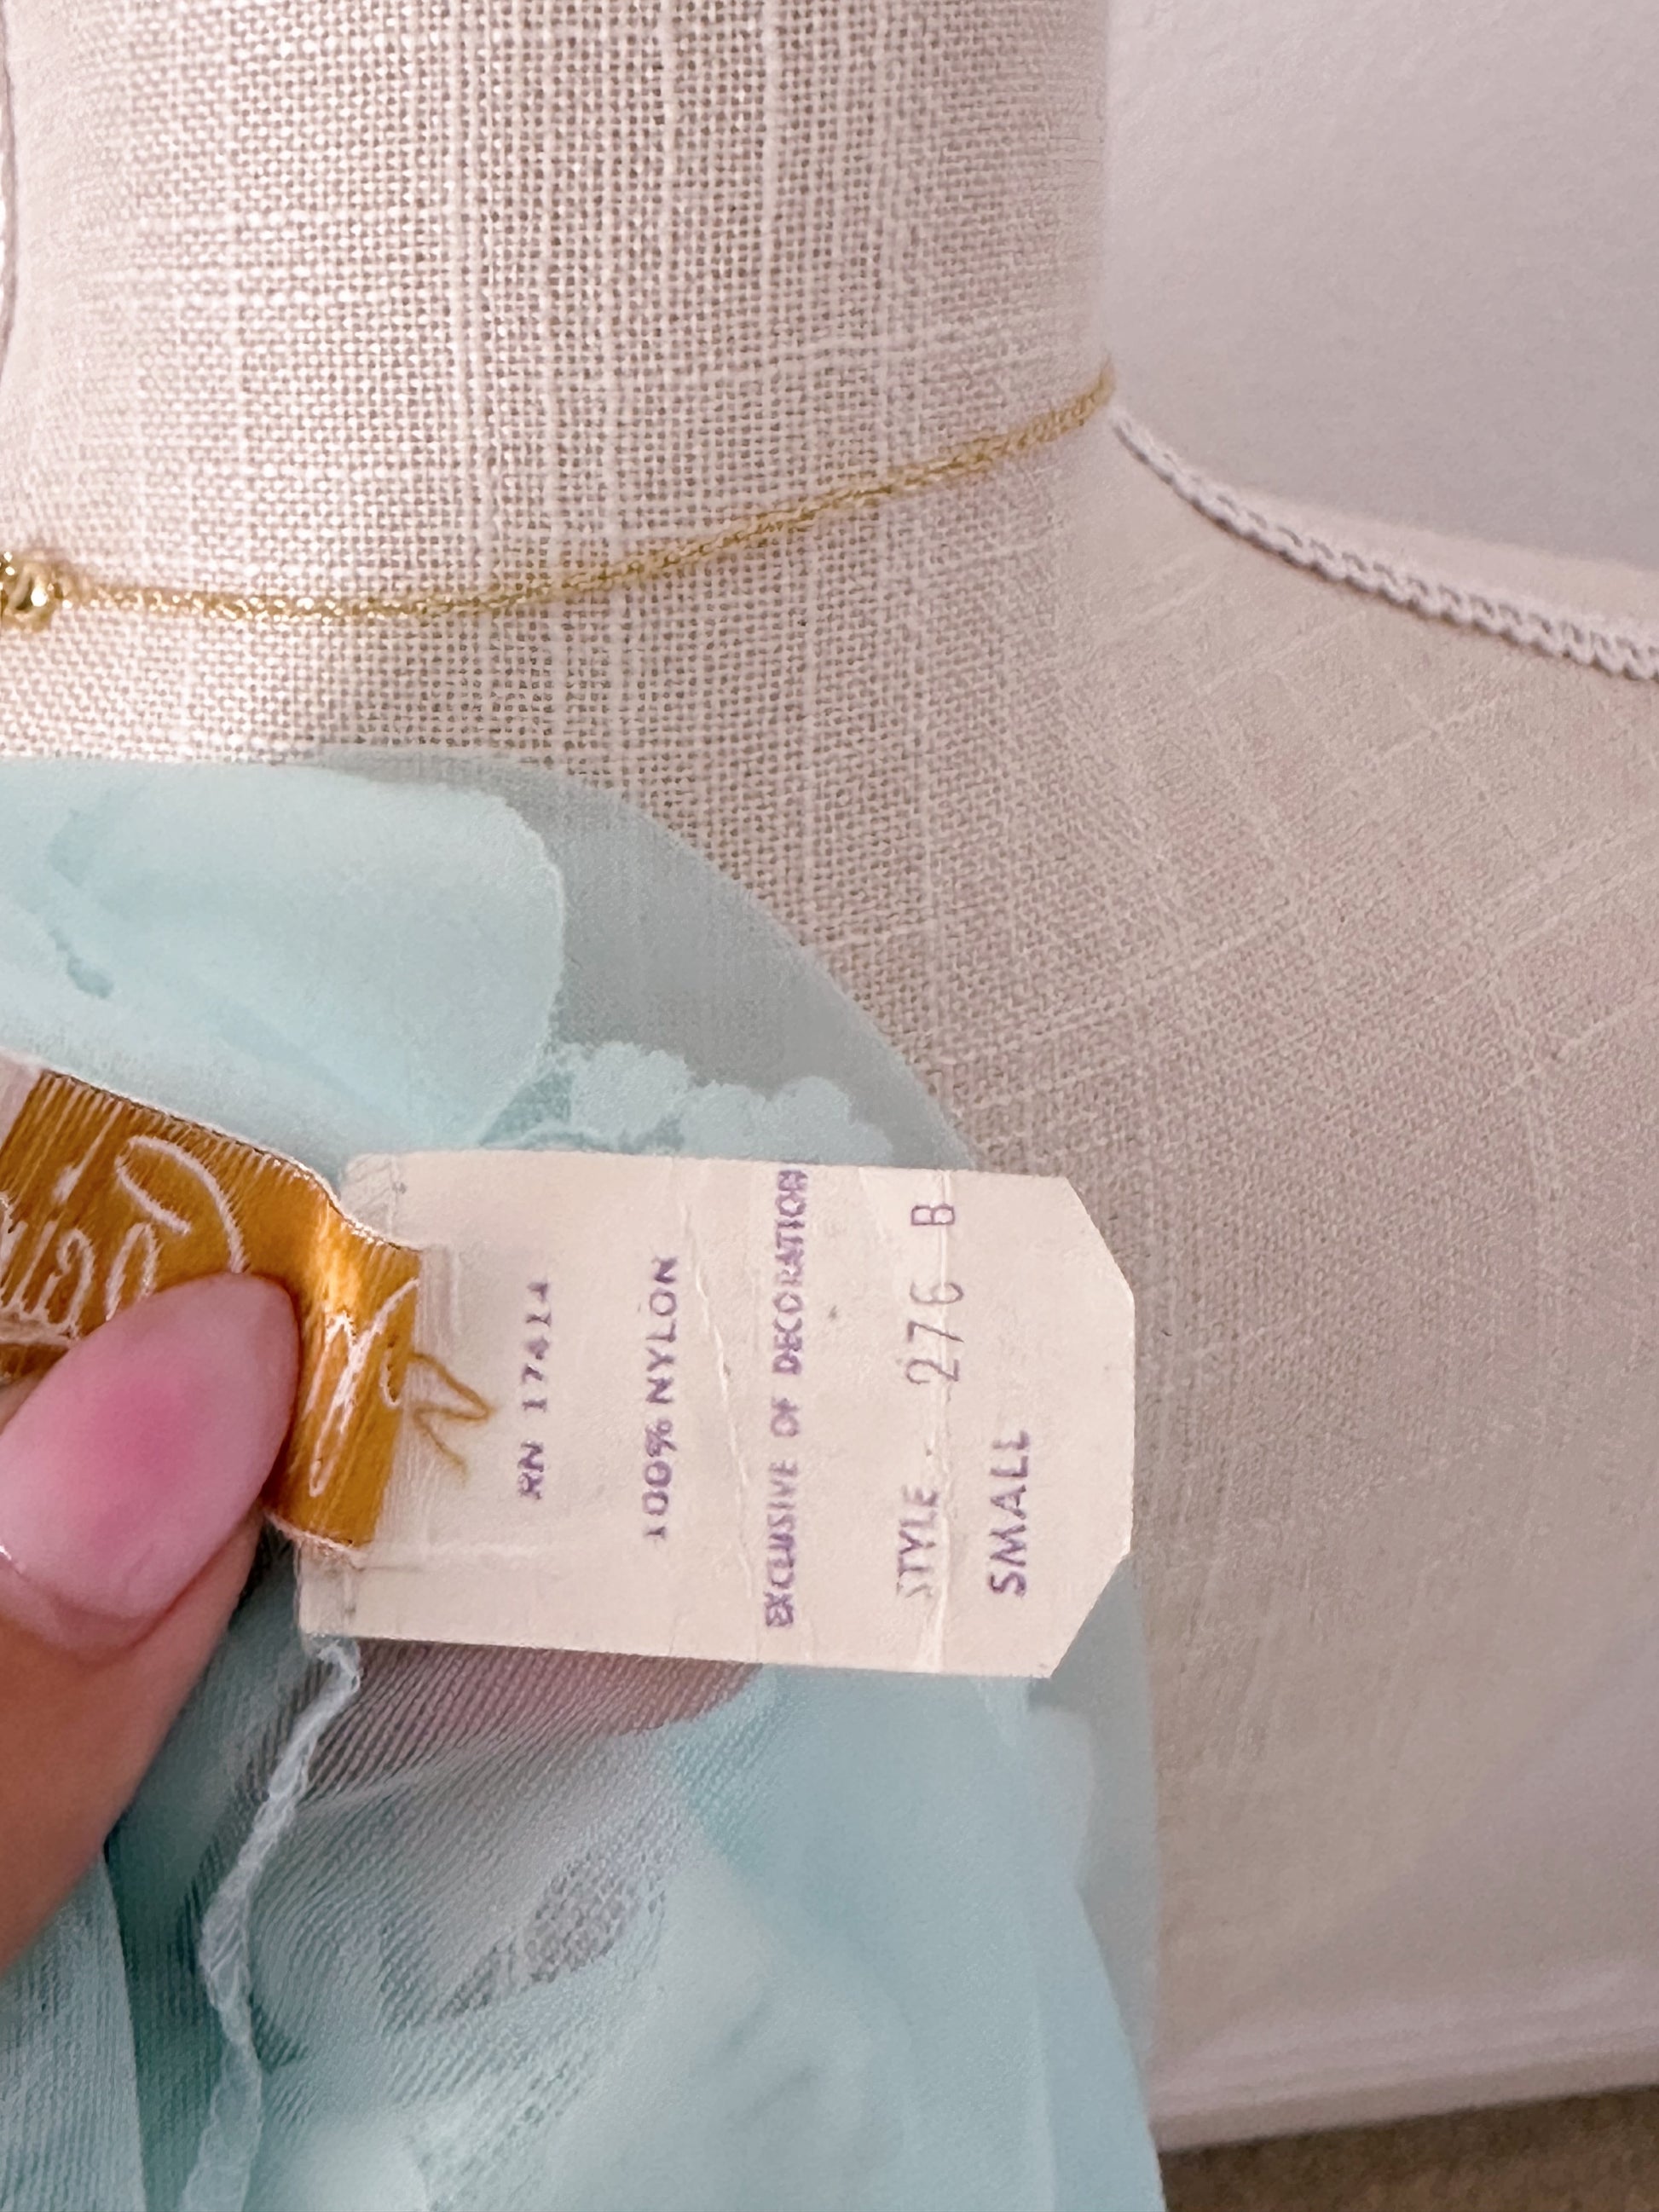 RN 17414
100% NYLON
EXCLUSIVE OF DECORATION
STYLE - 276 B
SMALL